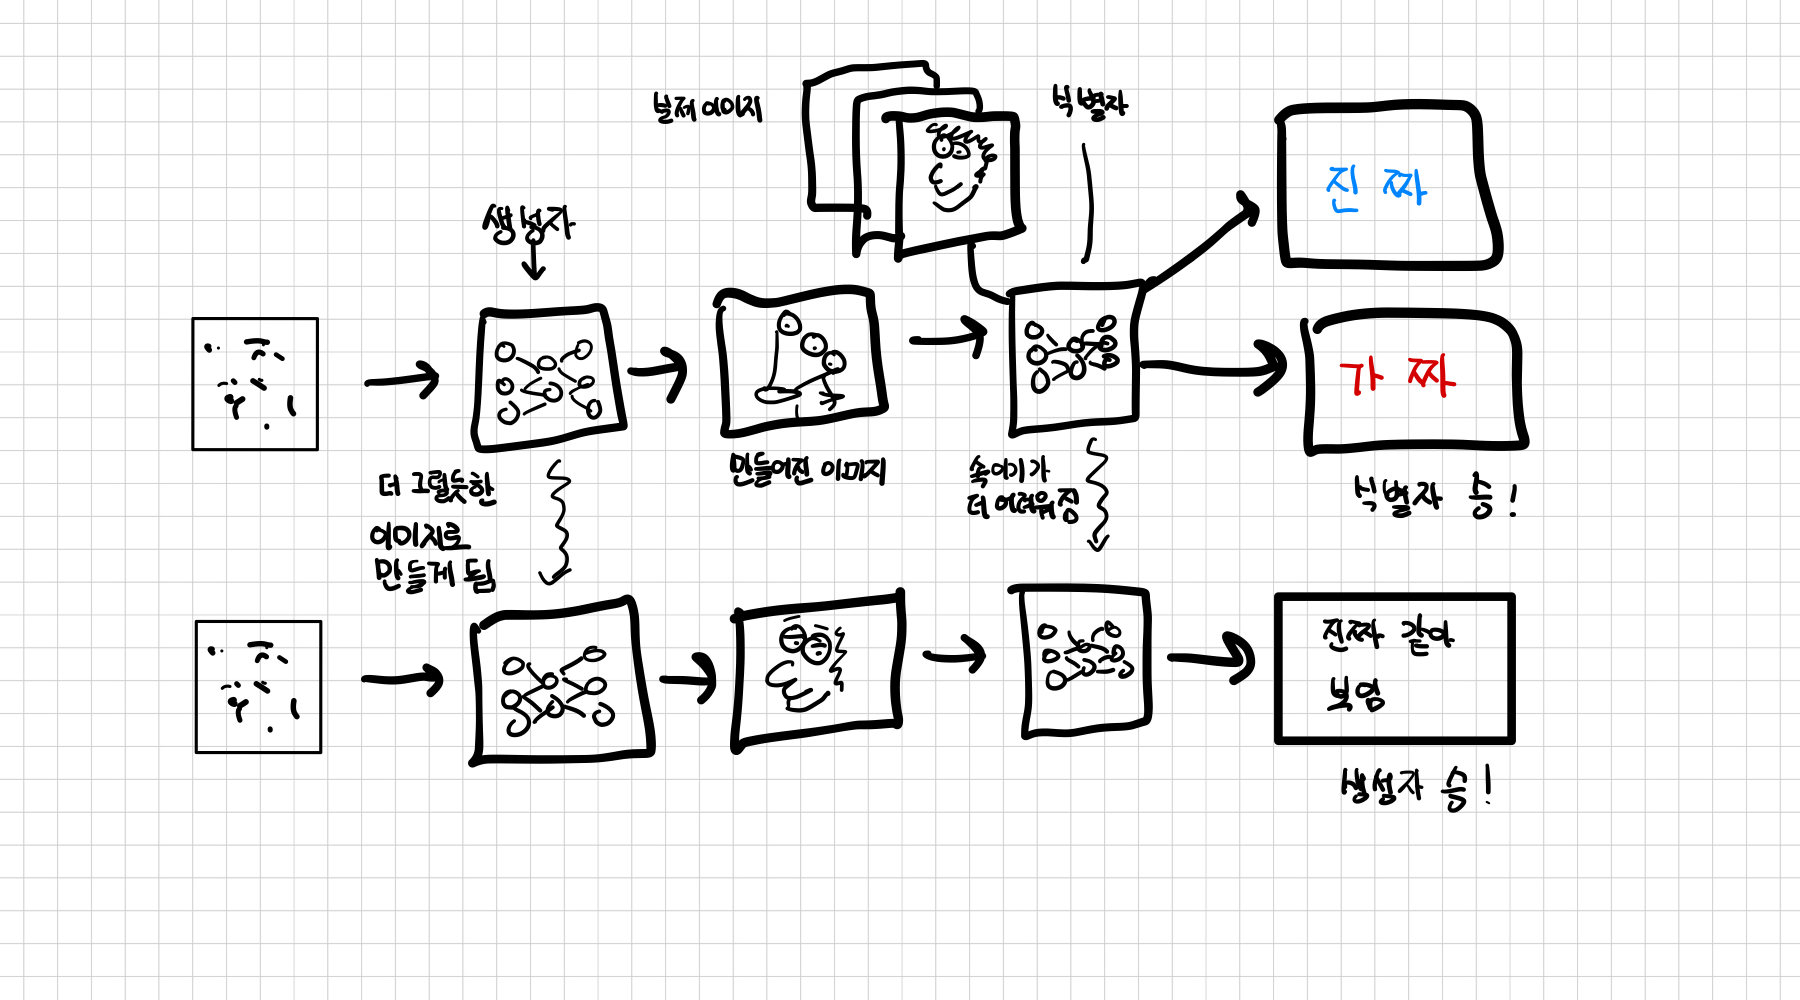 실제 이미지
식별자
생성자
진짜
가짜
만들어진 이미지
더 그럴듯한
이미지로
만들게 됨
속이기가
더 어려워짐
식별자 승!
진짜 같아
보임
생성자 승!